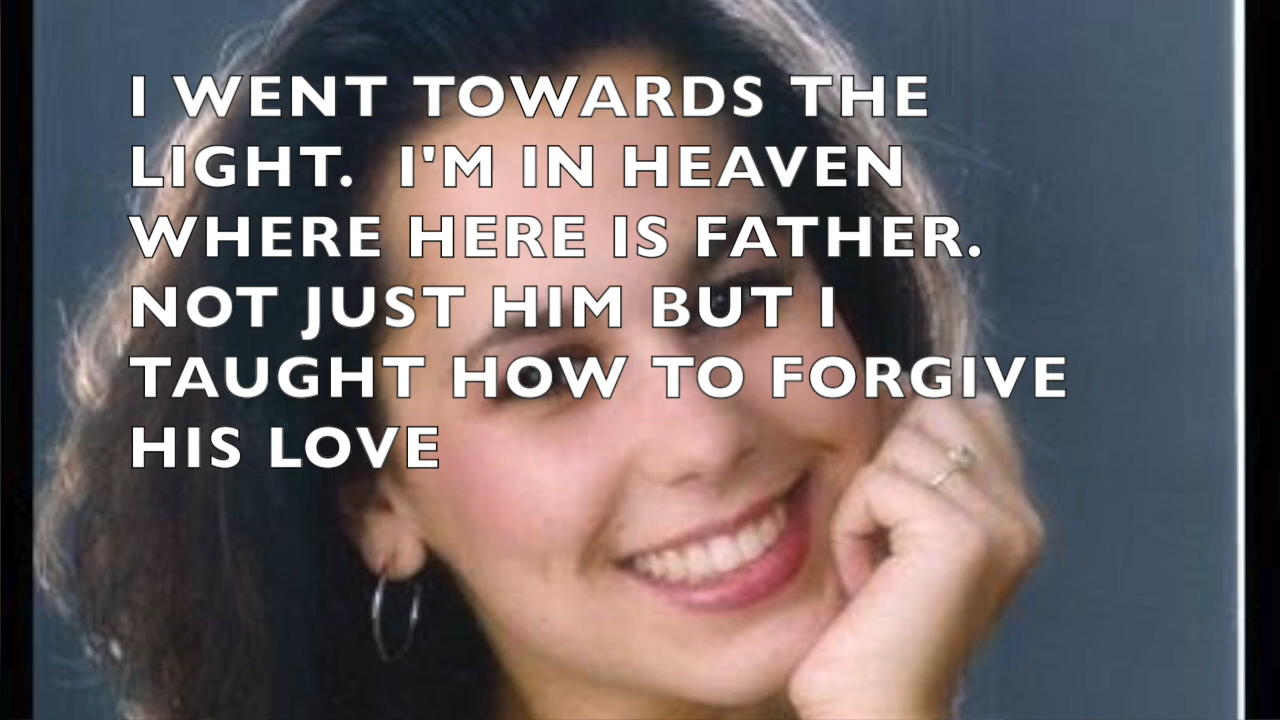 I WENT TOWARDS THE
LIGHT.  I'M IN HEAVEN
WHERE HERE IS FATHER.
NOT JUST HIM BUT I
TAUGHT HOW TO FORGIVE
HIS LOVE